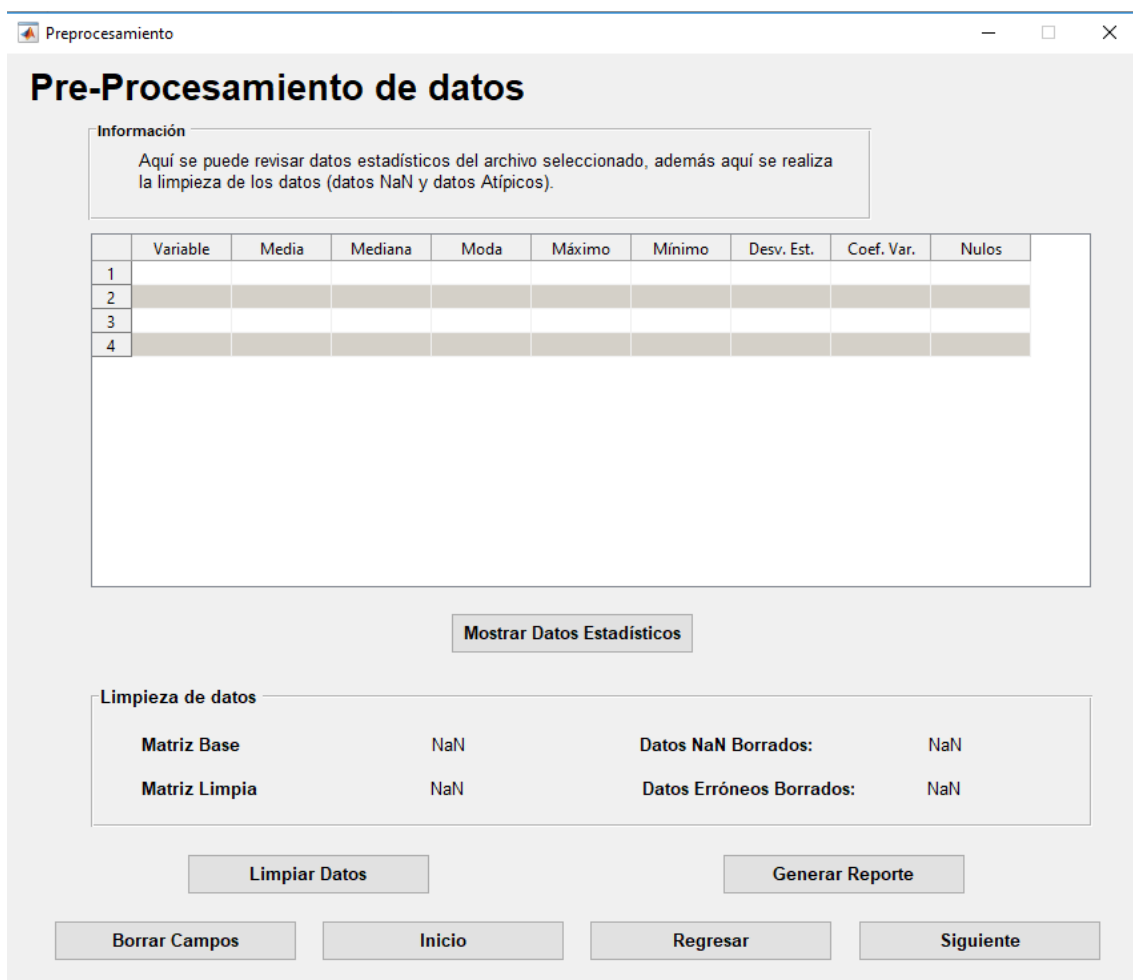 Preprocesamiento
Pre-Procesamiento de datos
Información
Aquí se puede revisar datos estadísticos del archivo seleccionado, además aquí se realiza
la limpieza de los datos (datos NaN y datos Atípicos).
Variable Media Mediana Moda Máximo Mínimo Desv. Est. Coef. Var. Nulos
1
2
3
4
Mostrar Datos Estadísticos
Limpieza de datos
Matriz Base NaN Datos NaN Borrados: NaN
Matriz Limpia NaN Datos Erróneos Borrados: NaN
Limpiar Datos Generar Reporte
Borrar Campos Inicio Regresar Siguiente